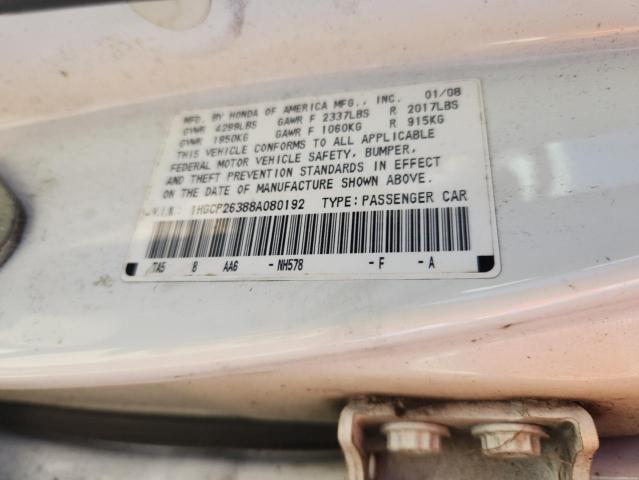 MFD. BY HONDA OF AMERICA MFG., INC. 01/08
GVWR 4299LBS GAWR F 2337LBS R 2017LBS
GVWR 1950KG GAWR F 1060KG R 915KG
THIS VEHICLE CONFORMS TO ALL APPLICABLE
FEDERAL MOTOR VEHICLE SAFETY, BUMPER,
AND THEFT PREVENTION STANDARDS IN EFFECT
ON THE DATE OF MANUFACTURE SHOWN ABOVE.
V.I.N.: 1HGCP26388A080192 TYPE: PASSENGER CAR
TA5 8 AA6 -NH578 -F -A